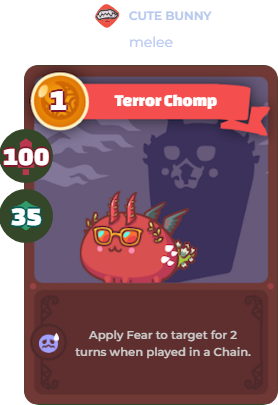 CUTE BUNNY
melee
1
Terror Chomp
100
35
Apply Fear to target for 2
turns when played in a Chain.